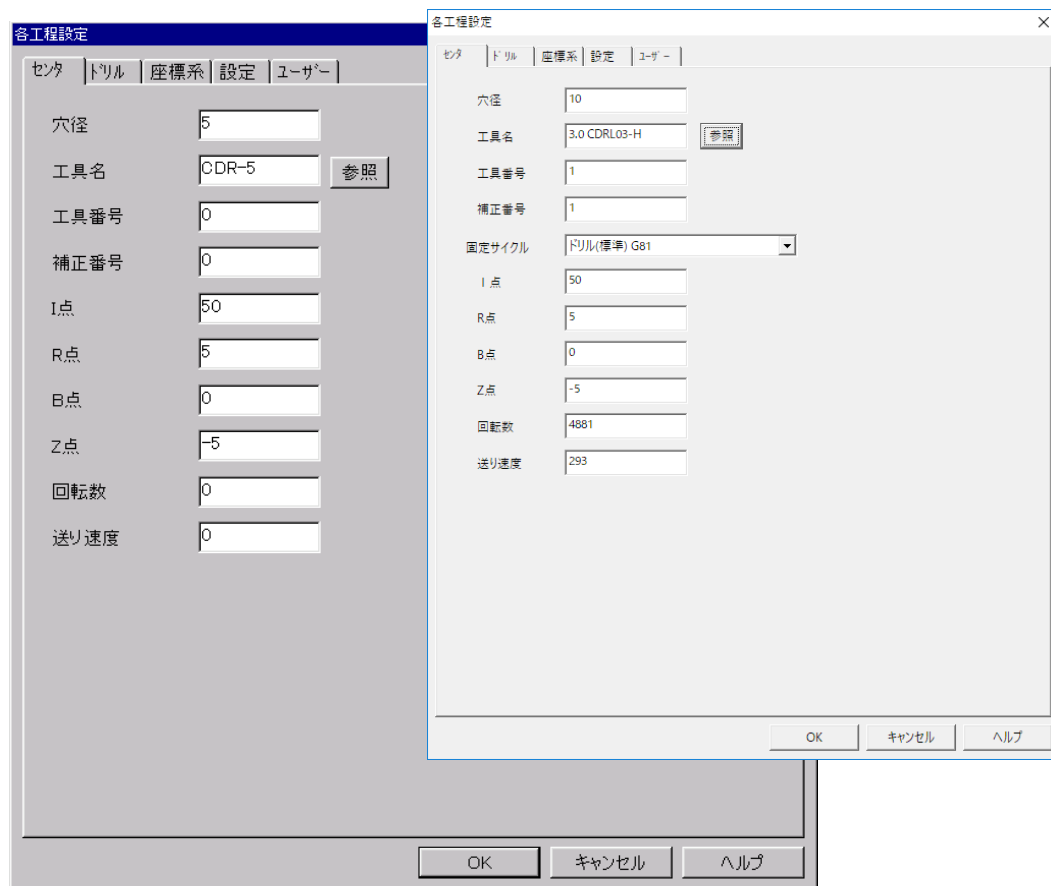 各工程設定
センタ ドリル 座標系 設定 ユーザー
穴径 5
工具名 CDR-5 参照
工具番号 0
補正番号 0
I点 50
R点 5
B点 0
Z点 -5
回転数 0
送り速度 0
OK キャンセル ヘルプ
各工程設定
センタ ドリル 座標系 設定 ユーザー
穴径 10
工具名 3.0 CDRL03-H 参照
工具番号 1
補正番号 1
固定サイクル ドリル(標準) G81
I点 50
R点 5
B点 0
Z点 -5
回転数 4881
送り速度 293
OK キャンセル ヘルプ